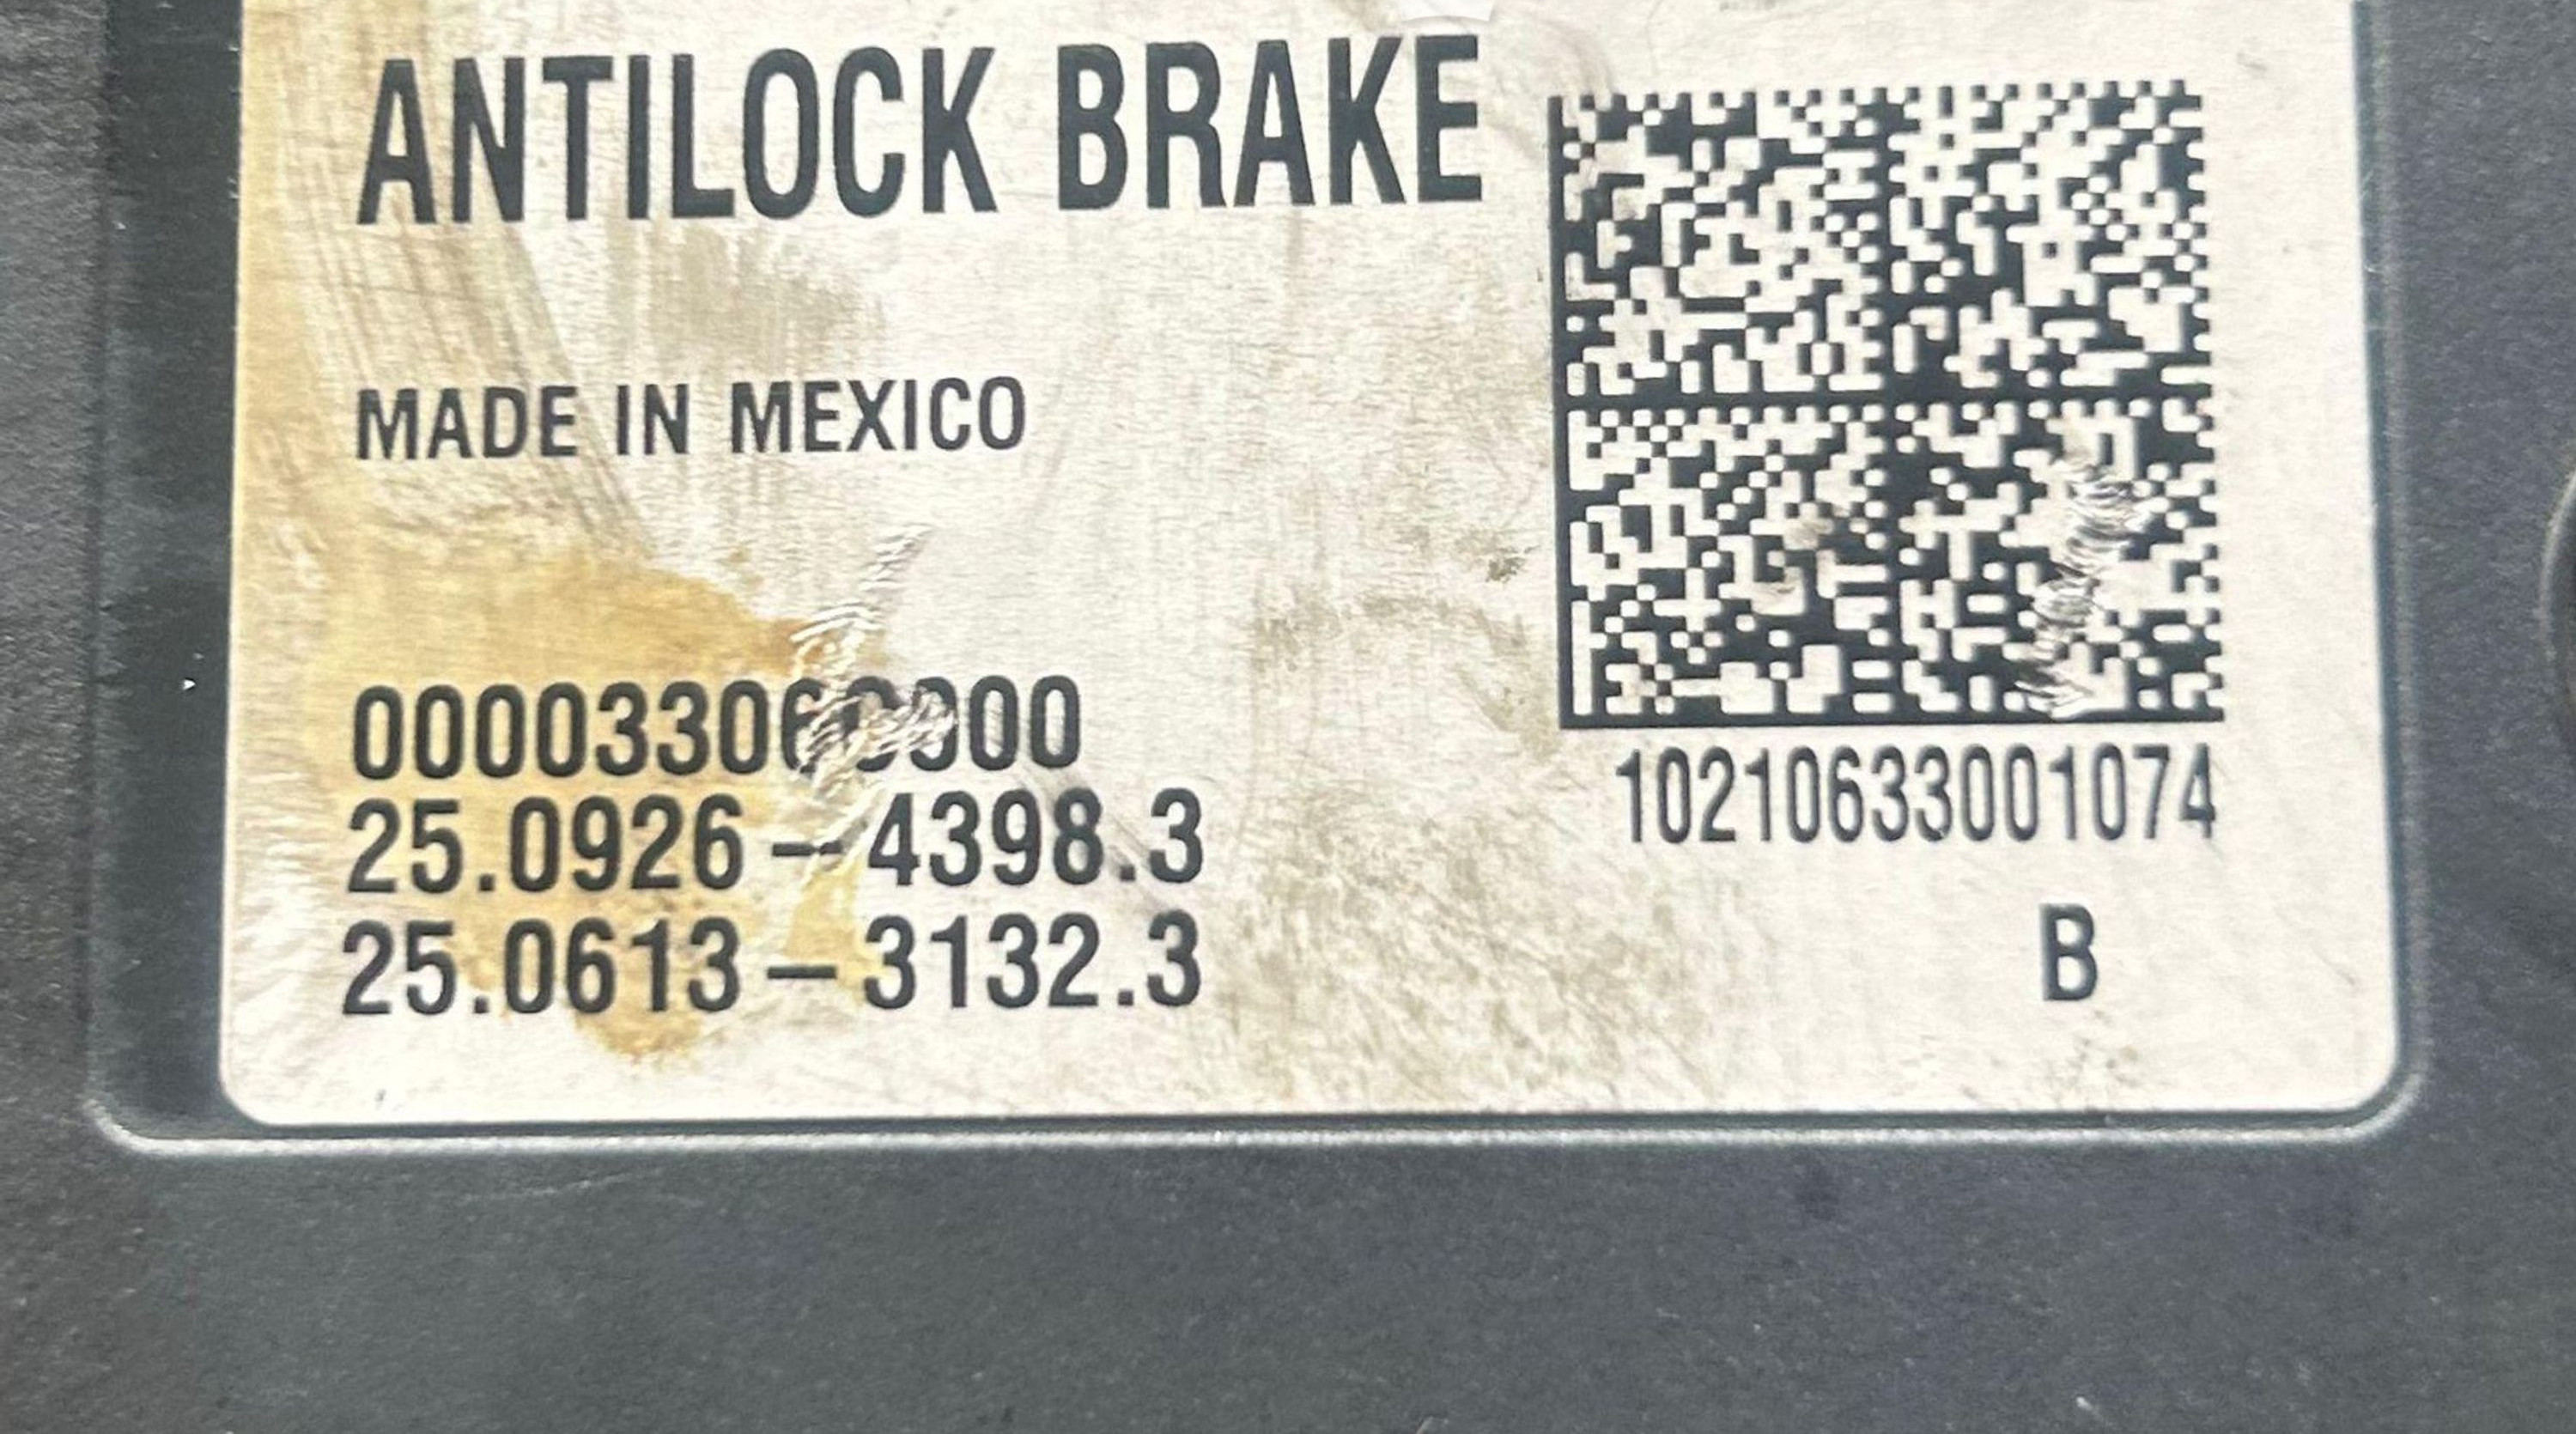 ANTILOCK BRAKE
MADE IN MEXICO
25.0926-4398.3
25.0613-3132.3
10210633001074
B